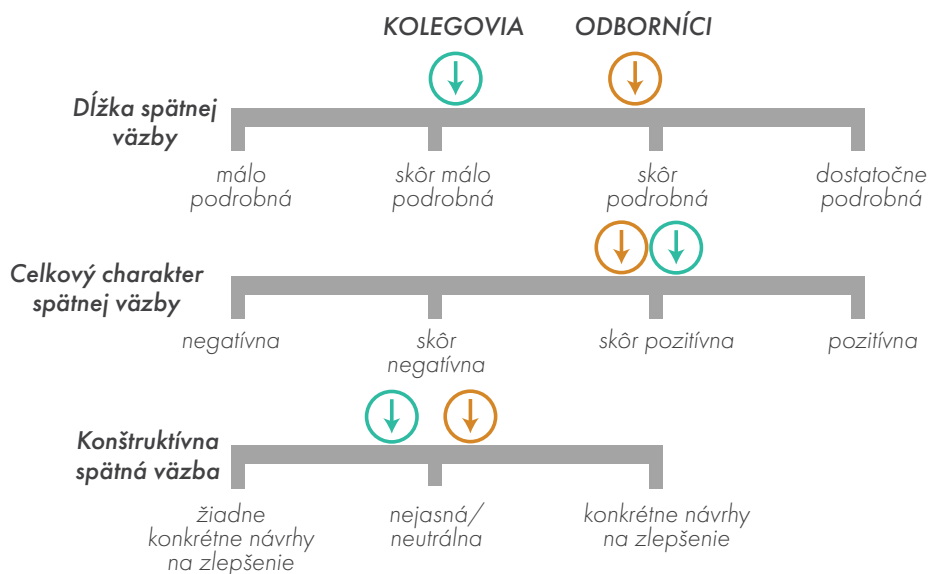 KOLEGOVIA ODBORNÍCI
Dĺžka spätnej
väzby
málo
podrobná
skôr málo
podrobná
skôr
podrobná
dostatočne
podrobná
Celkový charakter
spätnej väzby
negatívna
skôr
negatívna
skôr pozitívna
pozitívna
Konštruktívna
spätná väzba
žiadne
konkrétne návrhy
na zlepšenie
nejasná/
neutrálna
konkrétne návrhy
na zlepšenie